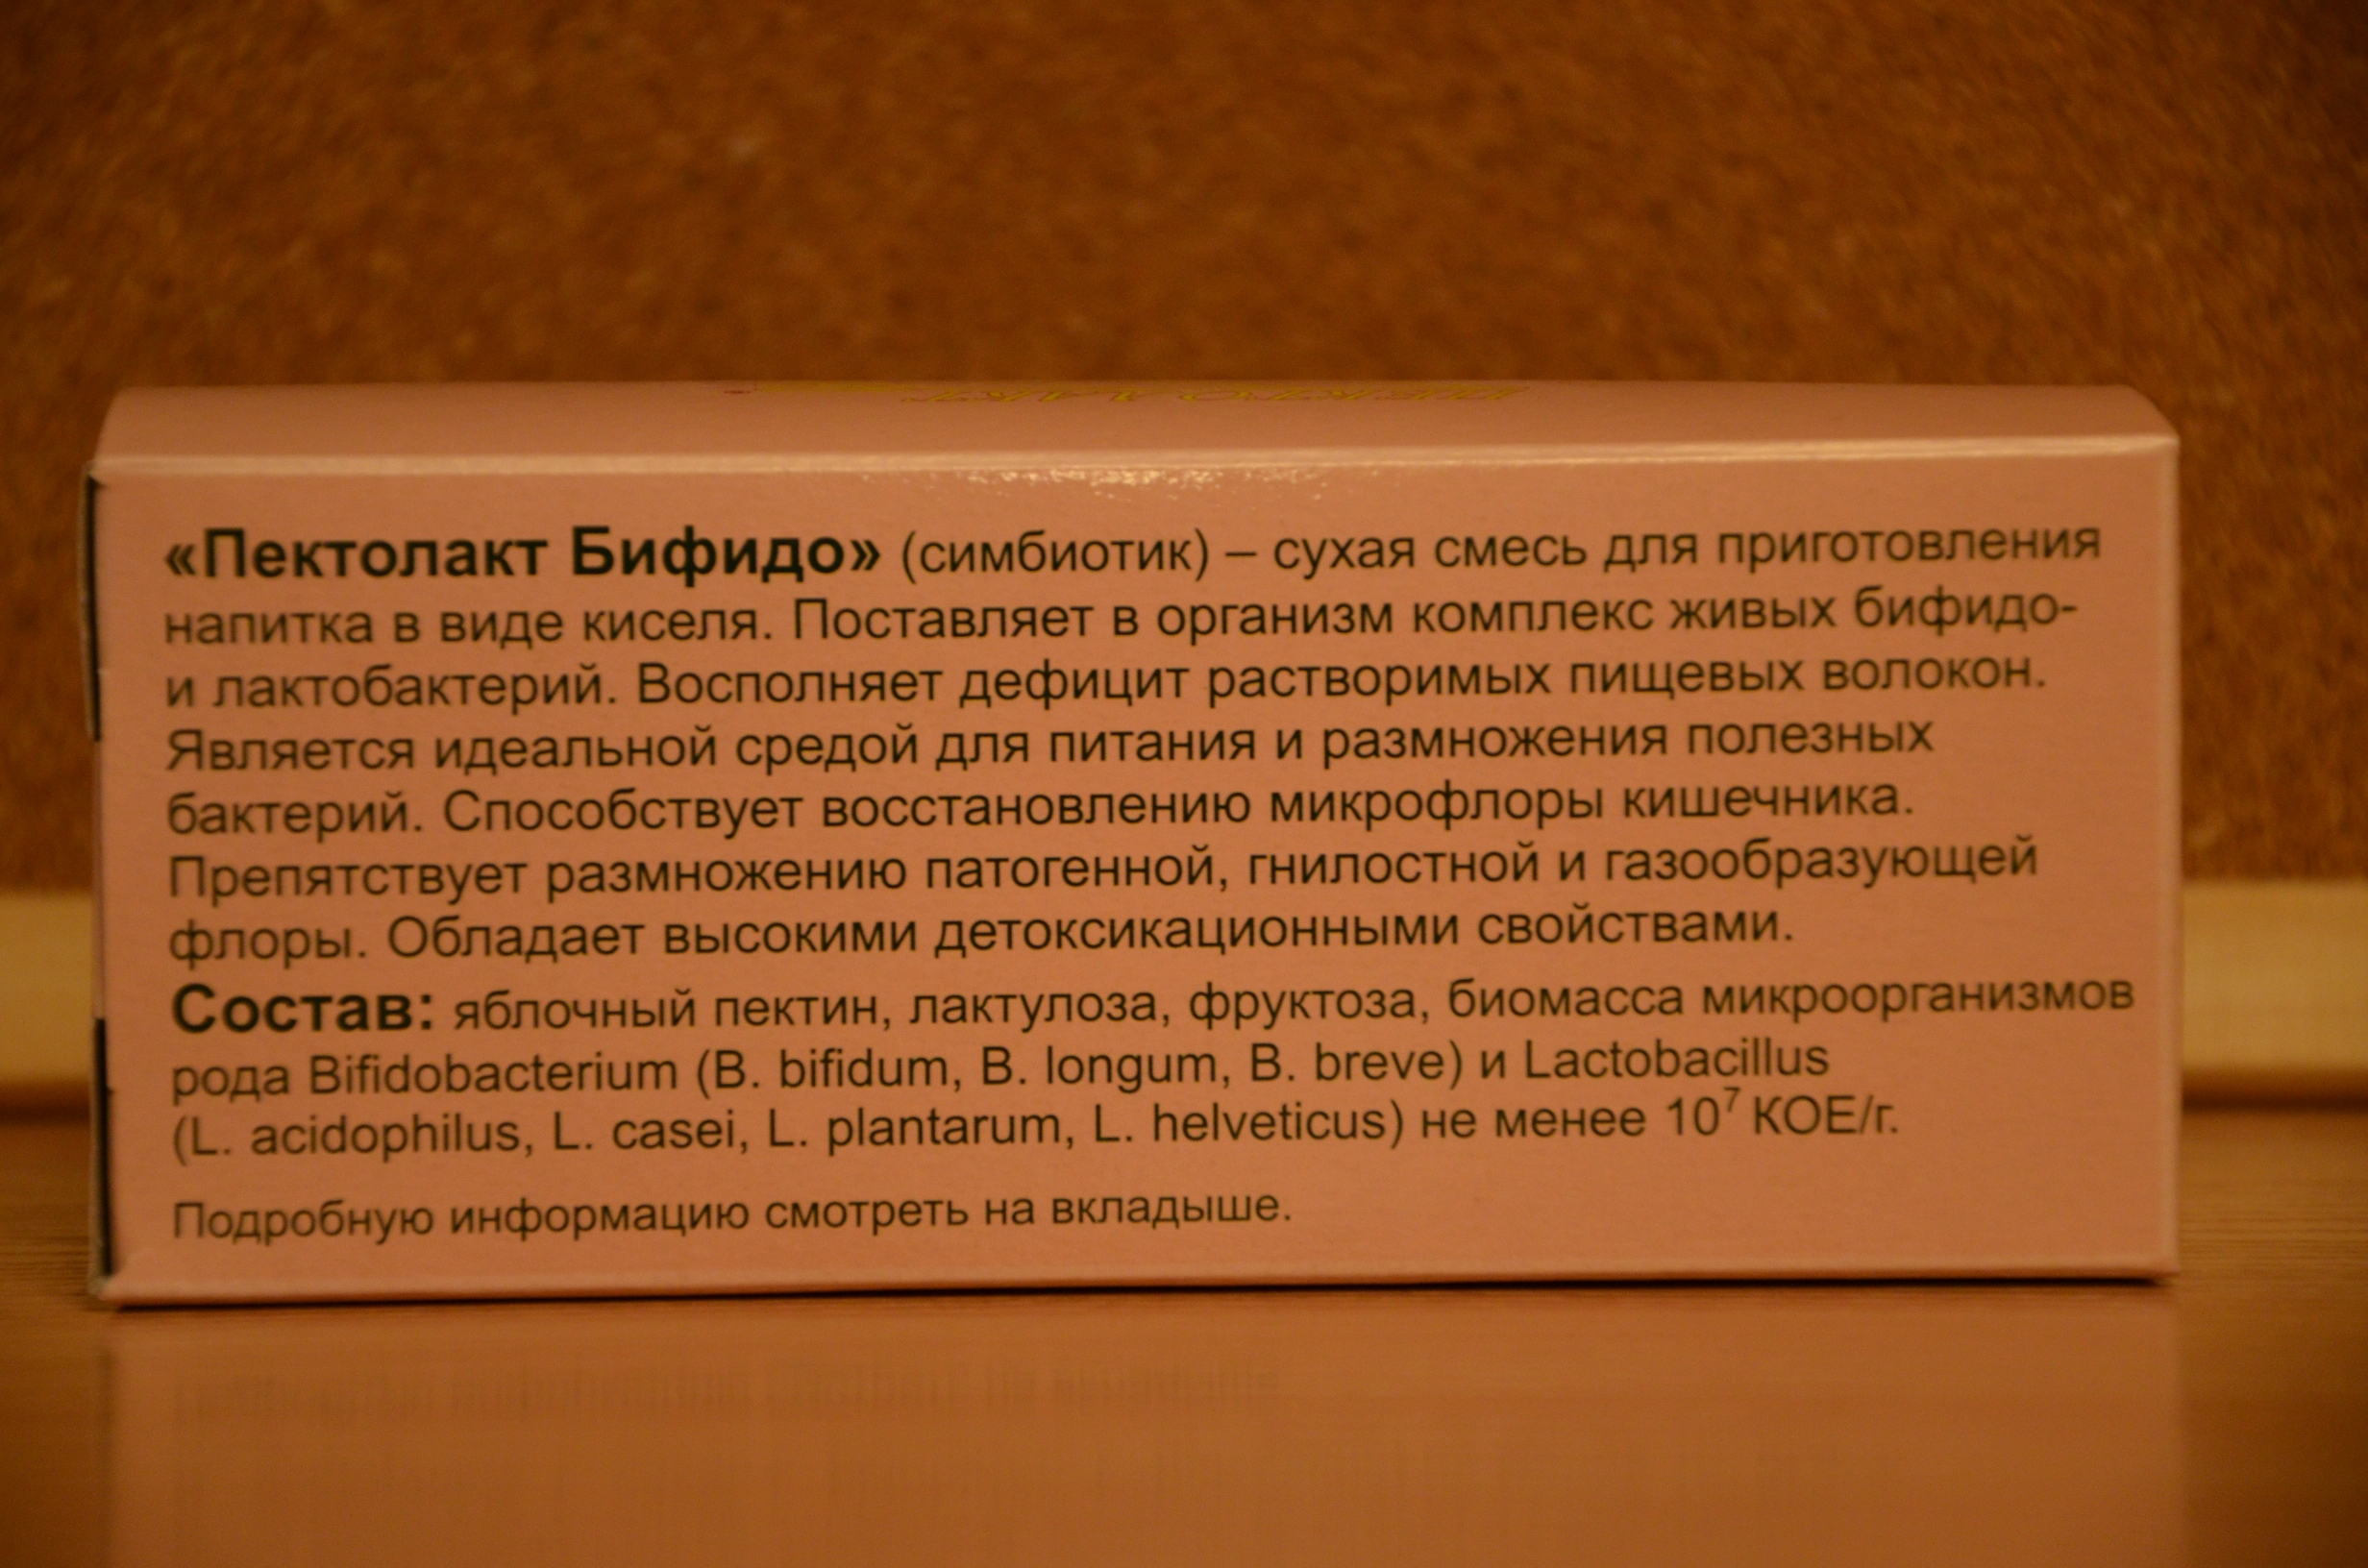 ПЕКТОЛАКТ
«Пектолакт Бифидо» (симбиотик) – сухая смесь для приготовления
напитка в виде киселя. Поставляет в организм комплекс живых бифидо-
и лактобактерий. Восполняет дефицит растворимых пищевых волокон.
Является идеальной средой для питания и размножения полезных
бактерий. Способствует восстановлению микрофлоры кишечника.
Препятствует размножению патогенной, гнилостной и газообразующей
флоры. Обладает высокими детоксикационными свойствами.
Состав: яблочный пектин, лактулоза, фруктоза, биомасса микроорганизмов
рода Bifidobacterium (B. bifidum, B. longum, B. breve) и Lactobacillus
(L. acidophilus, L. casei, L. plantarum, L. helveticus) не менее 10⁷ КОЕ/г.
Подробную информацию смотреть на вкладыше.